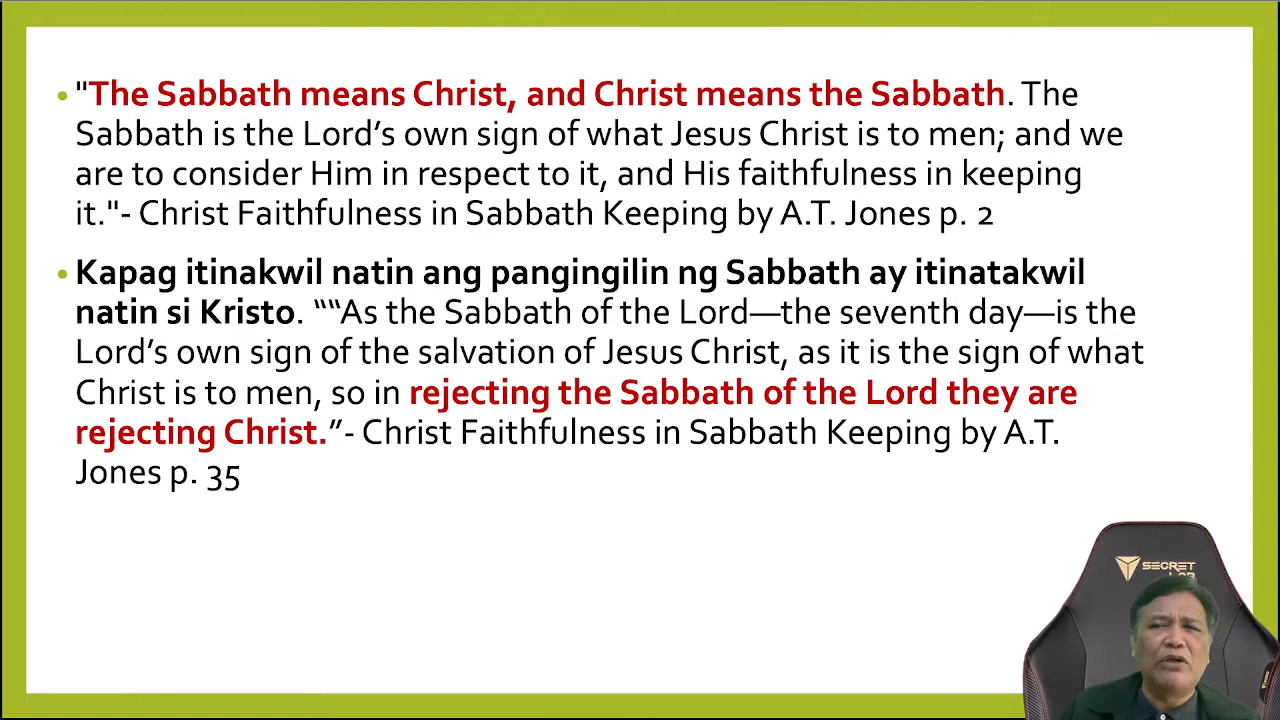 • "The Sabbath means Christ, and Christ means the Sabbath. The
Sabbath is the Lord’s own sign of what Jesus Christ is to men; and we
are to consider Him in respect to it, and His faithfulness in keeping
it."- Christ Faithfulness in Sabbath Keeping by A.T. Jones p. 2
• Kapag itinakwil natin ang pangingilin ng Sabbath ay itinatakwil
natin si Kristo. ““As the Sabbath of the Lord—the seventh day—is the
Lord’s own sign of the salvation of Jesus Christ, as it is the sign of what
Christ is to men, so in rejecting the Sabbath of the Lord they are
rejecting Christ.”- Christ Faithfulness in Sabbath Keeping by A.T.
Jones p. 35
SECRET